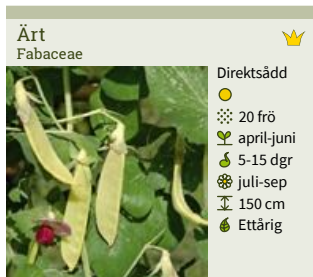 Ärt
Fabaceae
Direktsådd
20 frö
april-juni
5-15 dgr
juli-sep
150 cm
Ettårig